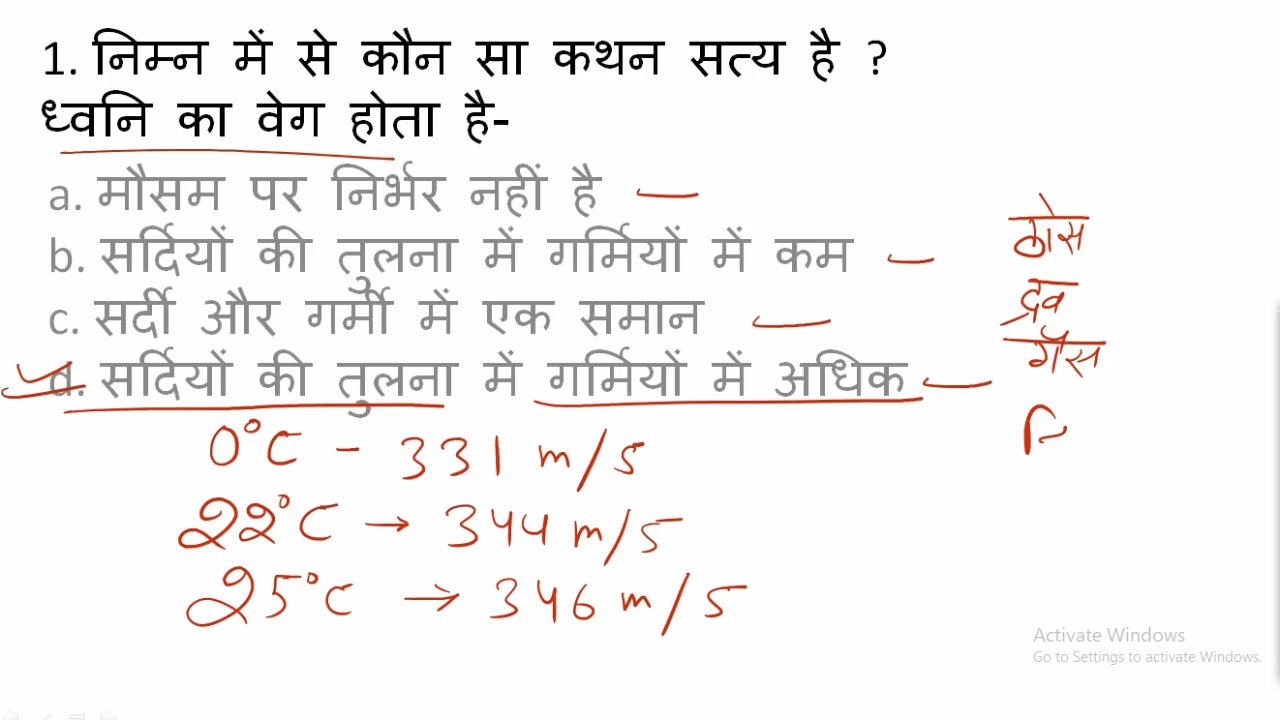 1. निम्न में से कौन सा कथन सत्य है ?
ध्वनि का वेग होता है-
a. मौसम पर निर्भर नहीं है
b. सर्दियों की तुलना में गर्मियों में कम
c. सर्दी और गर्मी में एक समान
d. सर्दियों की तुलना में गर्मियों में अधिक
0°C - 331 m/s
22°C → 344 m/s
25°C → 346 m/s
ठोस
द्रव
गैस
Activate Windows
Go to Settings to activate Windows.